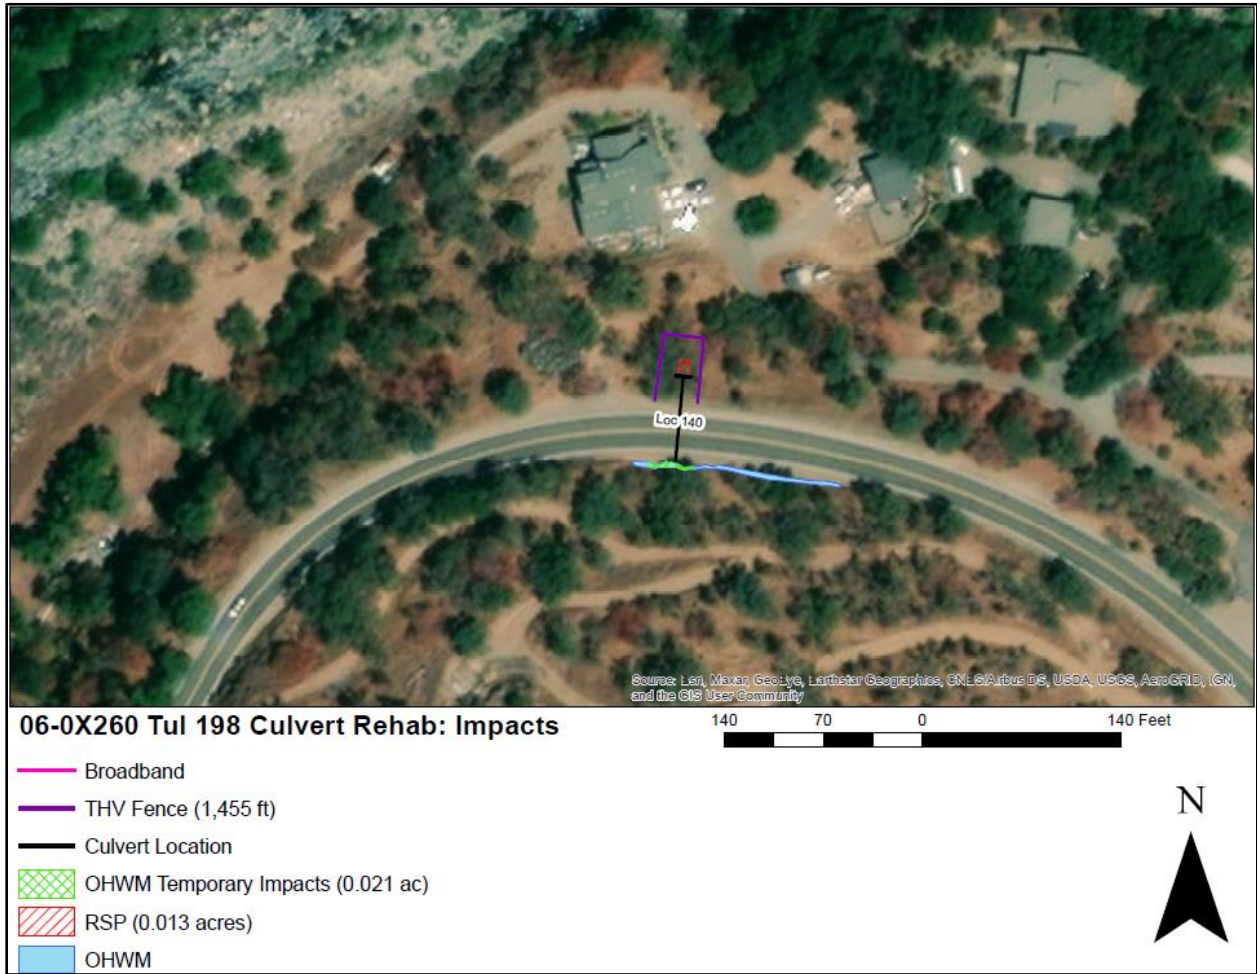 Loc 140
Source: Esri, Maxar, GeoEye, Earthstar Geographics, CNES/Airbus DS, USDA, USGS, AeroGRID, IGN,
and the GIS User Community
06-0X260 Tul 198 Culvert Rehab: Impacts
140 70 0 140 Feet
Broadband
THV Fence (1,455 ft)
Culvert Location
OHWM Temporary Impacts (0.021 ac)
RSP (0.013 acres)
OHWM
N